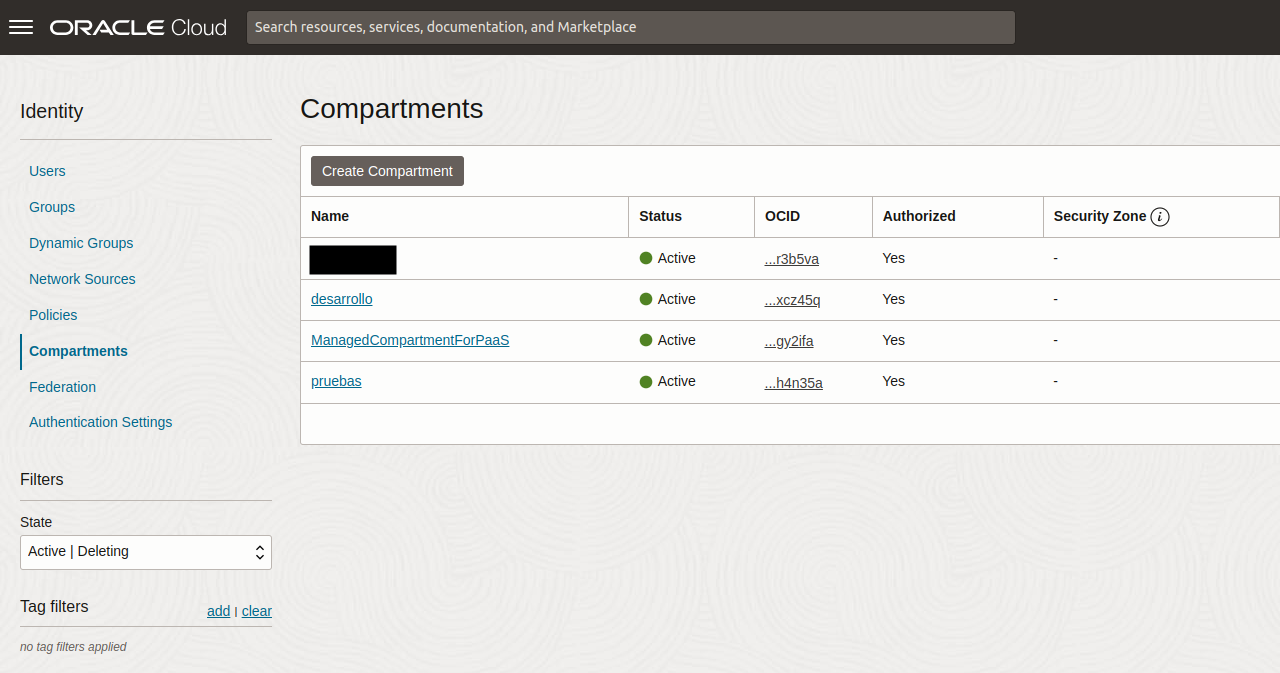 ORACLE Cloud
Search resources, services, documentation, and Marketplace
Identity
Users
Groups
Dynamic Groups
Network Sources
Policies
Compartments
Federation
Authentication Settings
Filters
State
Active | Deleting
Tag filters add | clear
no tag filters applied
Compartments
Create Compartment
Name Status OCID Authorized Security Zone i
Active ...r3b5va Yes -
desarrollo Active ...xcz45q Yes -
ManagedCompartmentForPaaS Active ...gy2ifa Yes -
pruebas Active ...h4n35a Yes -